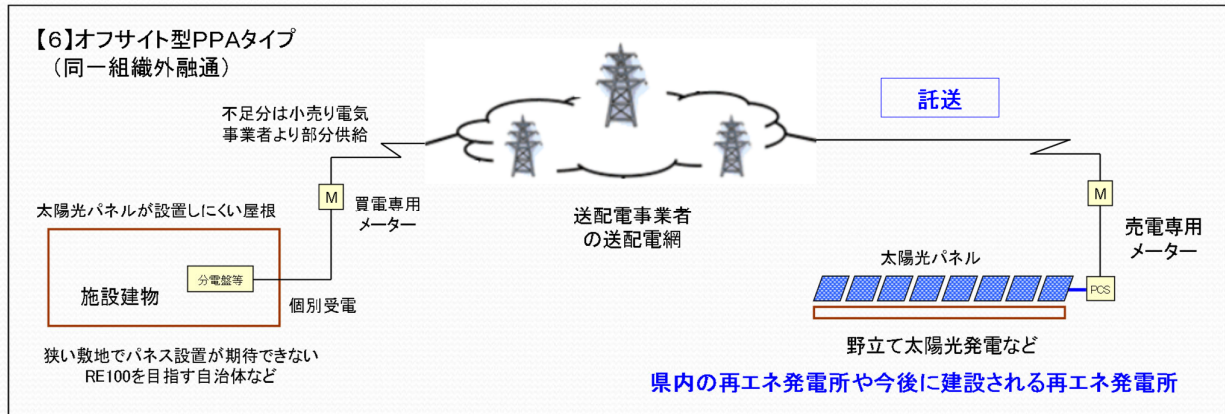 【6】オフサイト型PPAタイプ
（同一組織外融通）
不足分は小売り電気
事業者より部分供給
託送
M
買電専用
メーター
送配電事業者
の送配電網
M
売電専用
メーター
太陽光パネルが設置しにくい屋根
分電盤等
施設建物
個別受電
太陽光パネル
PCS
狭い敷地でパネス設置が期待できない
RE100を目指す自治体など
野立て太陽光発電など
県内の再エネ発電所や今後に建設される再エネ発電所